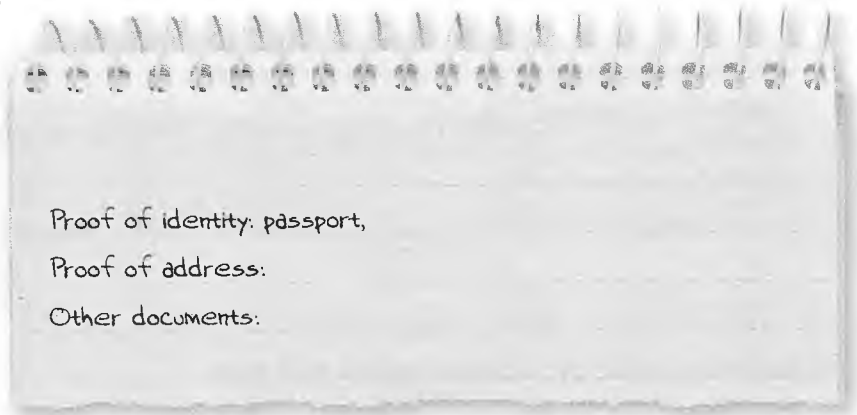 Proof of identity: passport,
Proof of address:
Other documents: